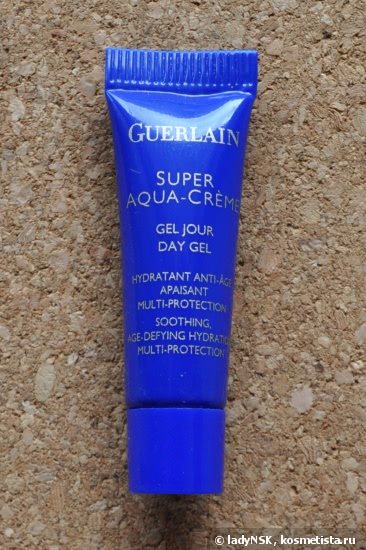 GUERLAIN
SUPER
AQUA-CRÈME
GEL JOUR
DAY GEL
HYDRATANT ANTI-ÂGE
APAISANT
MULTI-PROTECTION
SOOTHING,
AGE-DEFYING HYDRATION
MULTI-PROTECTION
© ladyNSK, kosmetista.ru